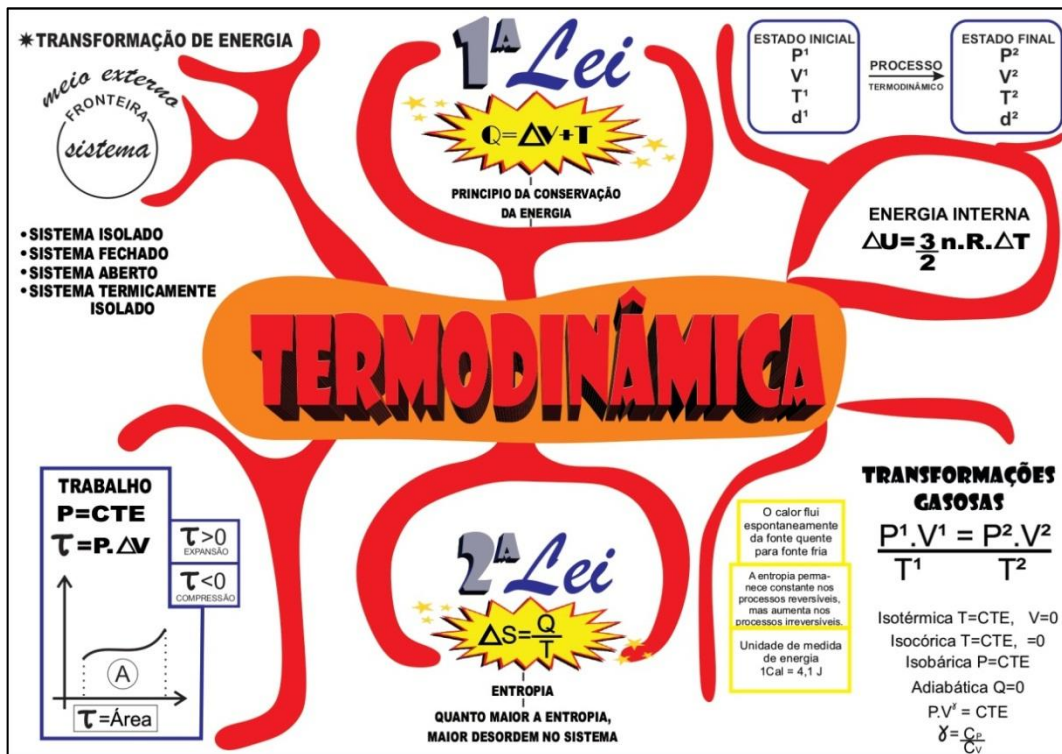 ✷TRANSFORMAÇÃO DE ENERGIA
meio externo
FRONTEIRA
sistema
•SISTEMA ISOLADO
•SISTEMA FECHADO
•SISTEMA ABERTO
•SISTEMA TERMICAMENTE
ISOLADO
1ª Lei
Q=ΔV+T
PRINCIPIO DA CONSERVAÇÃO
DA ENERGIA
ESTADO INICIAL
P¹
V¹
T¹
d¹
PROCESSO
TERMODINÂMICO
ESTADO FINAL
P²
V²
T²
d²
ENERGIA INTERNA
ΔU=3/2 n.R.ΔT
TERMODINÂMICA
TRABALHO
P=CTE
τ=P.ΔV
τ>0
EXPANSÃO
τ<0
COMPRESSÃO
A
τ=Área
2ª Lei
ΔS=Q/T
ENTROPIA
QUANTO MAIOR A ENTROPIA,
MAIOR DESORDEM NO SISTEMA
O calor flui
espontaneamente
da fonte quente
para fonte fria
A entropia perma-
nece constante nos
processos reversíveis,
mas aumenta nos
processos irreversíveis.
Unidade de medida
de energia
1Cal = 4,1 J
TRANSFORMAÇÕES
GASOSAS
P¹.V¹ = P².V²
T¹ T²
Isotérmica T=CTE, V=0
Isocórica T=CTE, =0
Isobárica P=CTE
Adiabática Q=0
P.V^γ = CTE
γ=CP/CV